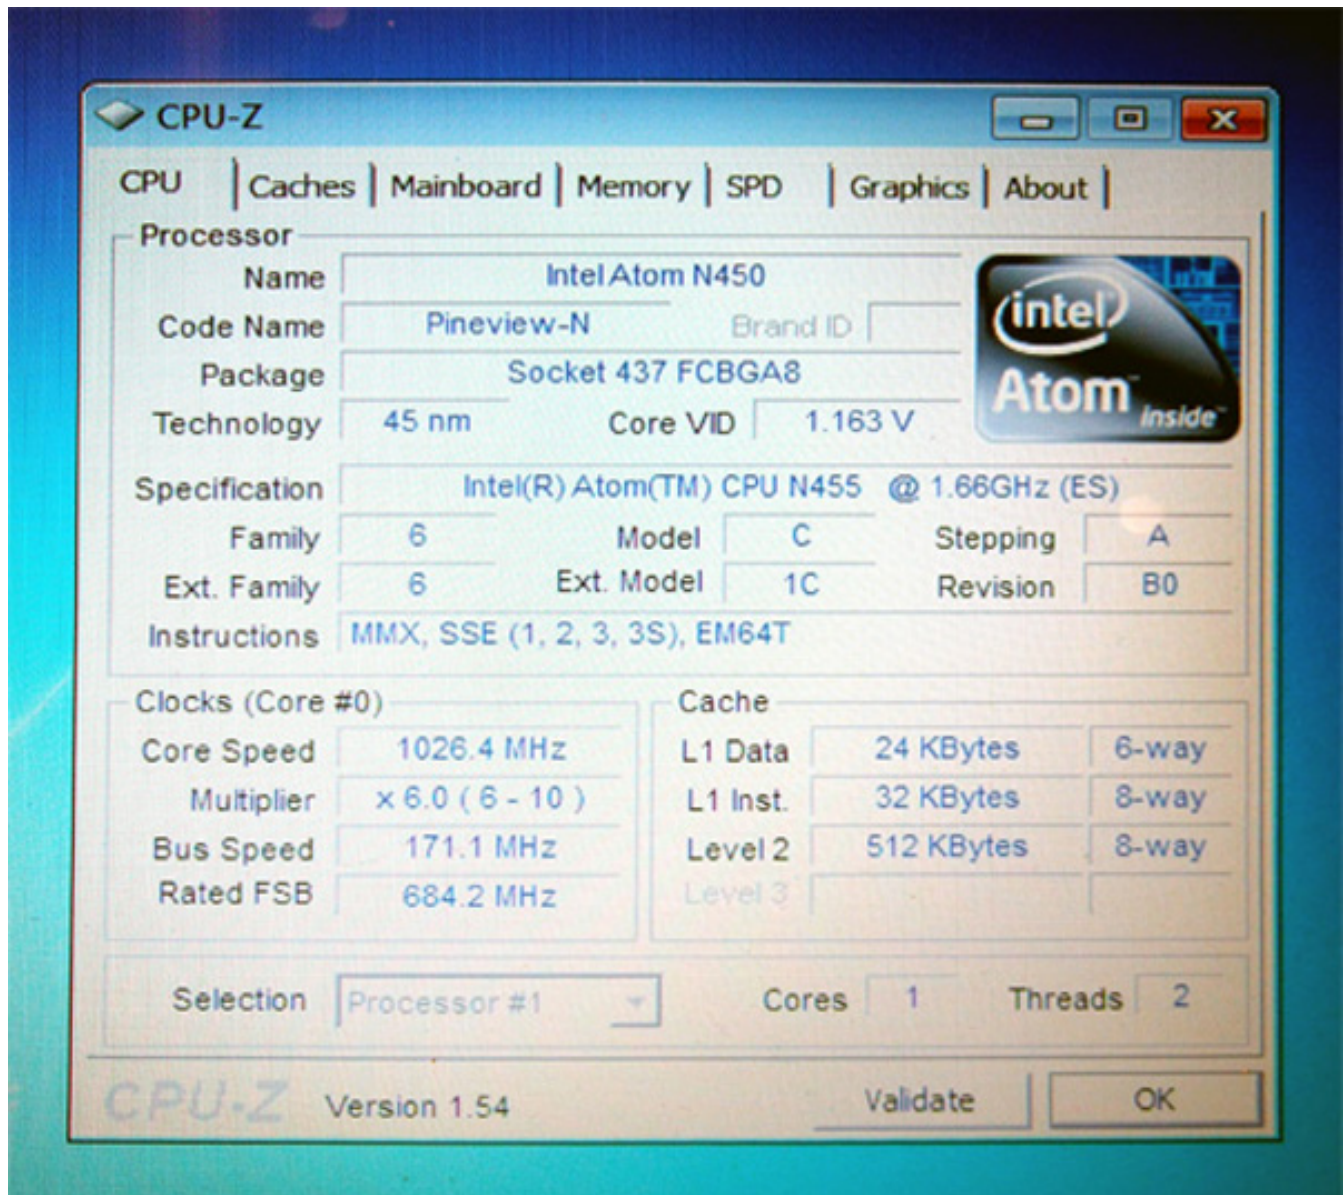 CPU-Z
CPU Caches Mainboard Memory SPD Graphics About
Processor
Name Intel Atom N450
Code Name Pineview-N Brand ID
Package Socket 437 FCBGA8
Technology 45 nm Core VID 1.163 V
intel
Atom™ inside™
Specification Intel(R) Atom(TM) CPU N455 @ 1.66GHz (ES)
Family 6 Model C Stepping A
Ext. Family 6 Ext. Model 1C Revision B0
Instructions MMX, SSE (1, 2, 3, 3S), EM64T
Clocks (Core #0) Cache
Core Speed 1026.4 MHz L1 Data 24 KBytes 6-way
Multiplier x 6.0 ( 6 - 10 ) L1 Inst. 32 KBytes 8-way
Bus Speed 171.1 MHz Level 2 512 KBytes 8-way
Rated FSB 684.2 MHz Level 3
Selection Processor #1 Cores 1 Threads 2
CPU-Z Version 1.54 Validate OK